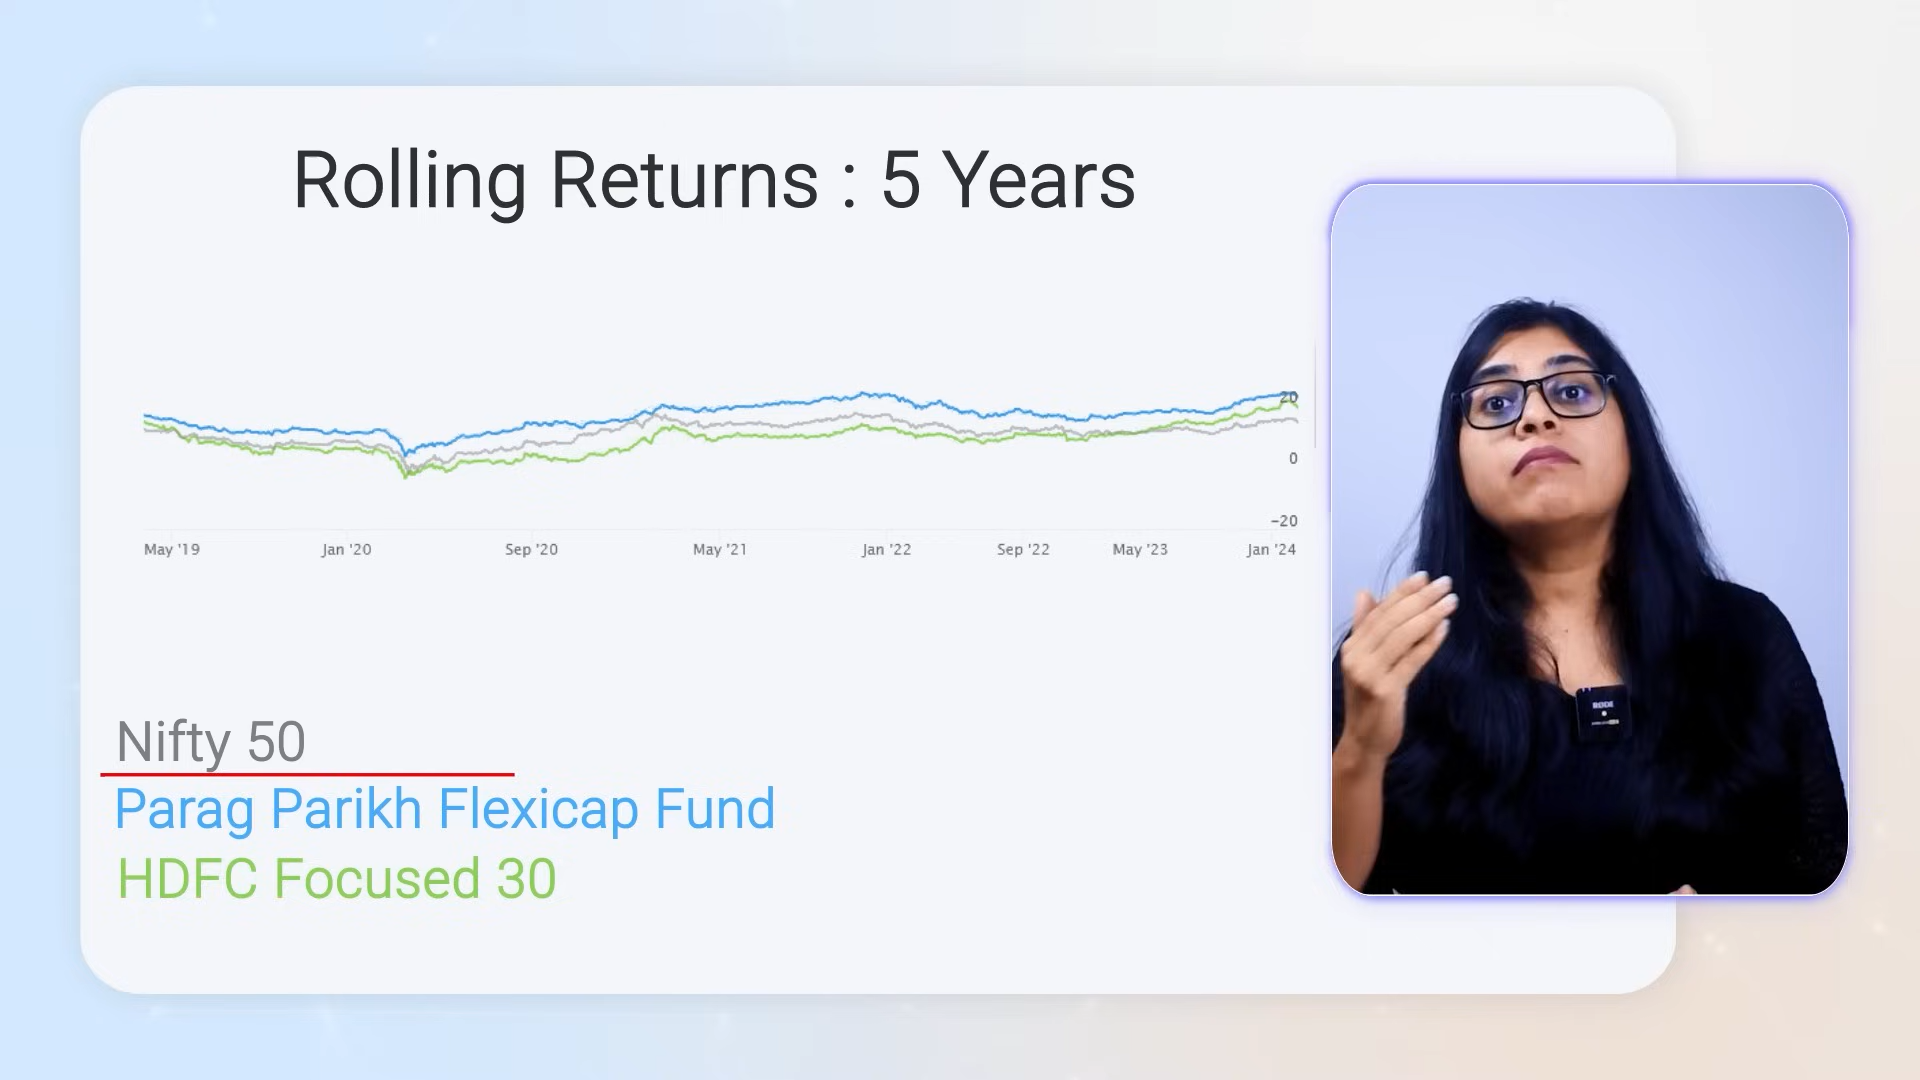 Rolling Returns : 5 Years
20
0
-20
May '19 Jan '20 Sep '20 May '21 Jan '22 Sep '22 May '23 Jan '24
Nifty 50
Parag Parikh Flexicap Fund
HDFC Focused 30
RØDE